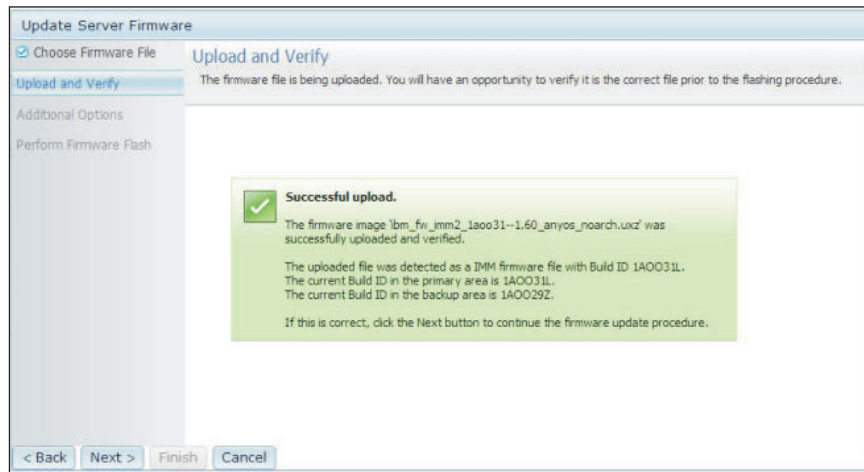 Update Server Firmware
Choose Firmware File
Upload and Verify
Additional Options
Perform Firmware Flash
Upload and Verify
The firmware file is being uploaded. You will have an opportunity to verify it is the correct file prior to the flashing procedure.
Successful upload.
The firmware image 'ibm_fw_imm2_1aoo31--1.60_anyos_noarch.uxz' was
successfully uploaded and verified.
The uploaded file was detected as a IMM firmware file with Build ID 1AOO31L.
The current Build ID in the primary area is 1AOO31L.
The current Build ID in the backup area is 1AOO29Z.
If this is correct, click the Next button to continue the firmware update procedure.
< Back Next > Finish Cancel